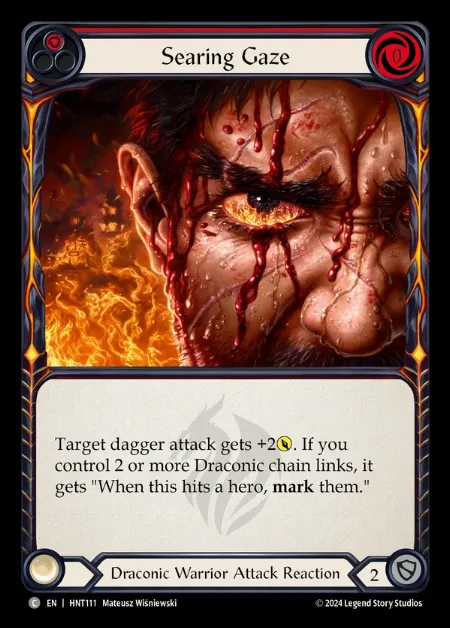 Searing Gaze
0
Target dagger attack gets +2. If you
control 2 or more Draconic chain links, it
gets "When this hits a hero, mark them."
Draconic Warrior Attack Reaction
2
C EN | HNT111 Mateusz Wiśniewski
© 2024 Legend Story Studios